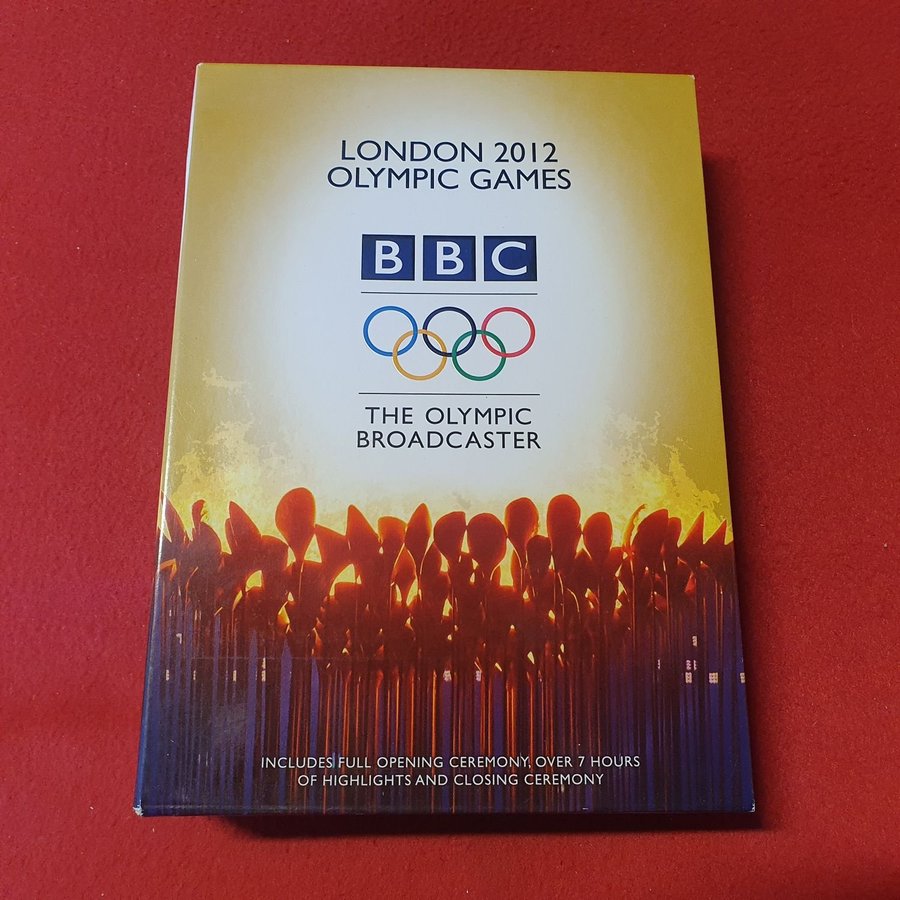 LONDON 2012
OLYMPIC GAMES
BBC
THE OLYMPIC
BROADCASTER
INCLUDES FULL OPENING CEREMONY, OVER 7 HOURS
OF HIGHLIGHTS AND CLOSING CEREMONY